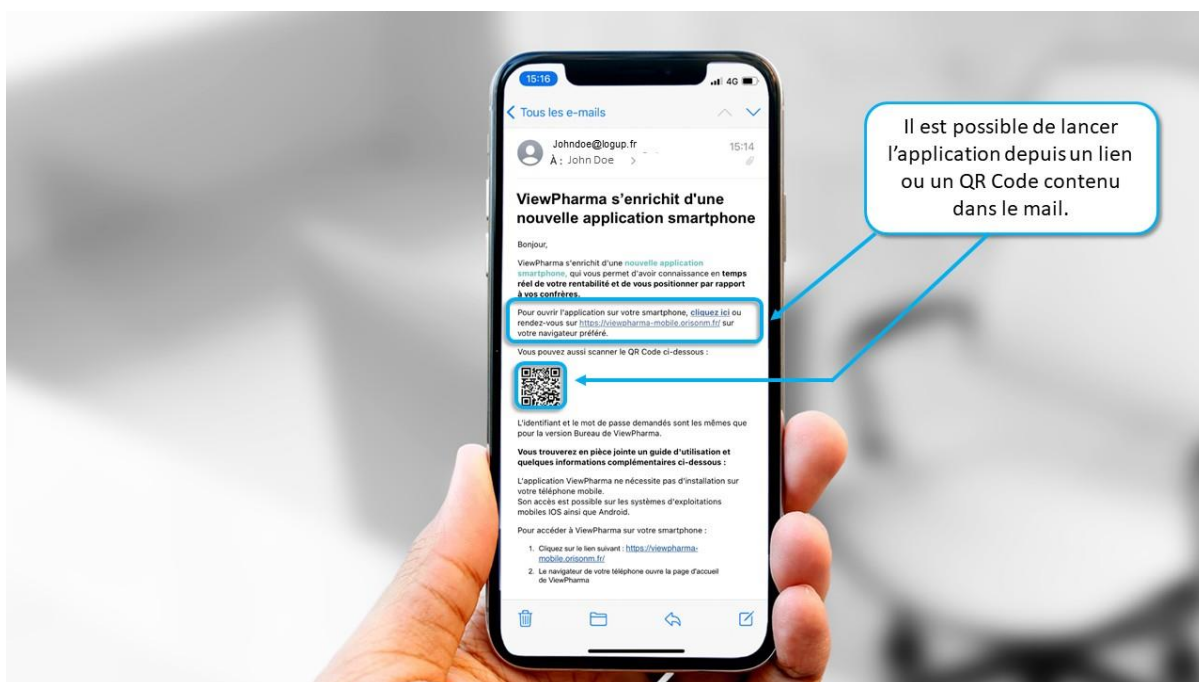 15:16
4G
Tous les e-mails
Johndoe@logup.fr
15:14
À : John Doe >
ViewPharma s’enrichit d'une
nouvelle application smartphone
Bonjour,
ViewPharma s'enrichit d'une nouvelle application
smartphone, qui vous permet d'avoir connaissance en temps
réel de votre rentabilité et de vous positionner par rapport
à vos confrères.
Pour ouvrir l'application sur votre smartphone, cliquez ici ou
rendez-vous sur https://viewpharma-mobile.orisonm.fr/ sur
votre navigateur préféré.
Vous pouvez aussi scanner le QR Code ci-dessous :
L'identifiant et le mot de passe demandés sont les mêmes que
pour la version Bureau de ViewPharma.
Vous trouverez en pièce jointe un guide d'utilisation et
quelques informations complémentaires ci-dessous :
L'application ViewPharma ne nécessite pas d'installation sur
votre téléphone mobile.
Son accès est possible sur les systèmes d'exploitations
mobiles IOS ainsi que Android.
Pour accéder à ViewPharma sur votre smartphone :
1. Cliquez sur le lien suivant : https://viewpharma-
mobile.orisonm.fr/
2. Le navigateur de votre téléphone ouvre la page d'accueil
de ViewPharma
Il est possible de lancer
l’application depuis un lien
ou un QR Code contenu
dans le mail.